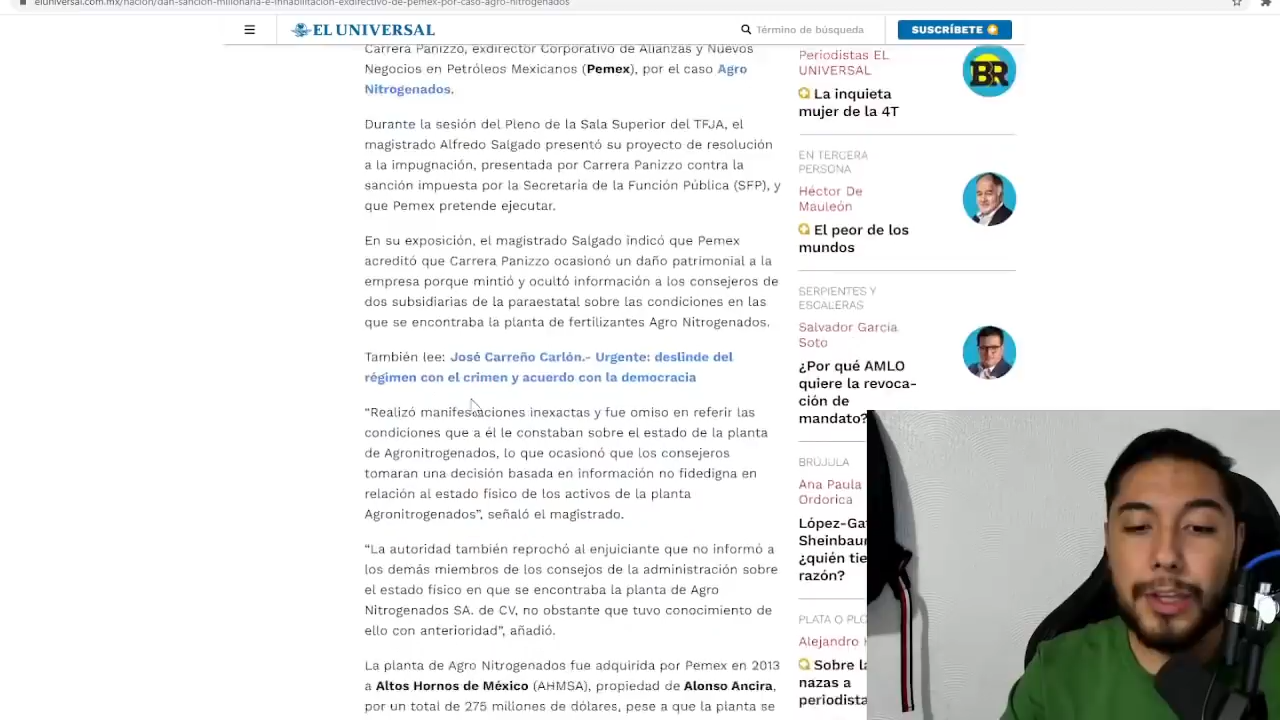 eluniversal.com.mx/nacion/dan-sancion-millonaria-e-inhabilitacion-exdirectivo-de-pemex-por-caso-agro-nitrogenados
EL UNIVERSAL
Término de búsqueda
SUSCRÍBETE
Carrera Panizzo, exdirector Corporativo de Alianzas y Nuevos
Negocios en Petróleos Mexicanos (Pemex), por el caso Agro
Nitrogenados.
Durante la sesión del Pleno de la Sala Superior del TFJA, el
magistrado Alfredo Salgado presentó su proyecto de resolución
a la impugnación, presentada por Carrera Panizzo contra la
sanción impuesta por la Secretaría de la Función Pública (SFP), y
que Pemex pretende ejecutar.
En su exposición, el magistrado Salgado indicó que Pemex
acreditó que Carrera Panizzo ocasionó un daño patrimonial a la
empresa porque mintió y ocultó información a los consejeros de
dos subsidiarias de la paraestatal sobre las condiciones en las
que se encontraba la planta de fertilizantes Agro Nitrogenados.
También lee: José Carreño Carlón.- Urgente: deslinde del
régimen con el crimen y acuerdo con la democracia
“Realizó manifestaciones inexactas y fue omiso en referir las
condiciones que a él le constaban sobre el estado de la planta
de Agronitrogenados, lo que ocasionó que los consejeros
tomaran una decisión basada en información no fidedigna en
relación al estado físico de los activos de la planta
Agronitrogenados”, señaló el magistrado.
“La autoridad también reprochó al enjuiciante que no informó a
los demás miembros de los consejos de la administración sobre
el estado físico en que se encontraba la planta de Agro
Nitrogenados SA. de CV, no obstante que tuvo conocimiento de
ello con anterioridad”, añadió.
La planta de Agro Nitrogenados fue adquirida por Pemex en 2013
a Altos Hornos de México (AHMSA), propiedad de Alonso Ancira,
por un total de 275 millones de dólares, pese a que la planta se
Periodistas EL
UNIVERSAL
BR
La inquieta
mujer de la 4T
EN TERCERA
PERSONA
Héctor De
Mauleón
El peor de los
mundos
SERPIENTES Y
ESCALERAS
Salvador García
Soto
¿Por qué AMLO
quiere la revoca-
ción de
mandato?
BRÚJULA
Ana Paula
Ordorica
López-Ga
Sheinbau
¿quién tie
razón?
PLATA O PLO
Alejandro
Sobre la
nazas a
periodista